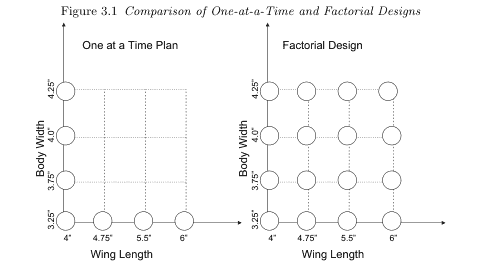 Figure 3.1 Comparison of One-at-a-Time and Factorial Designs
One at a Time Plan
Body Width
4.25"
4.0"
3.75"
3.25"
4" 4.75" 5.5" 6"
Wing Length
Factorial Design
Body Width
4.25"
4.0"
3.75"
3.25"
4" 4.75" 5.5" 6"
Wing Length